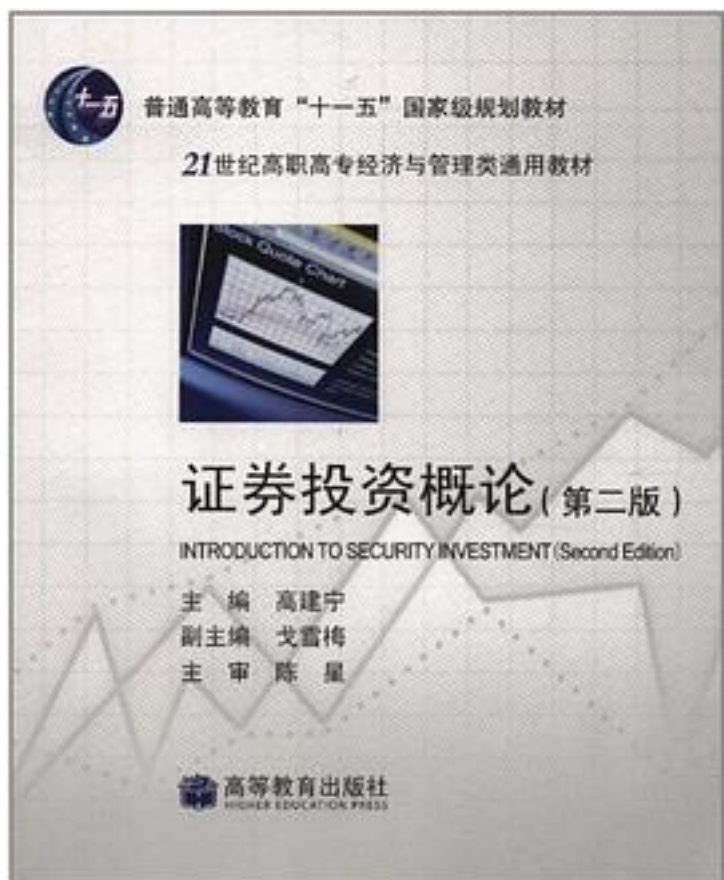 十一五
普通高等教育“十一五”国家级规划教材
21世纪高职高专经济与管理类通用教材
Stock Quote Chart
证券投资概论(第二版)
INTRODUCTION TO SECURITY INVESTMENT(Second Edition)
主 编 高建宁
副主编 戈雪梅
主 审 陈 星
高等教育出版社
HIGHER EDUCATION PRESS